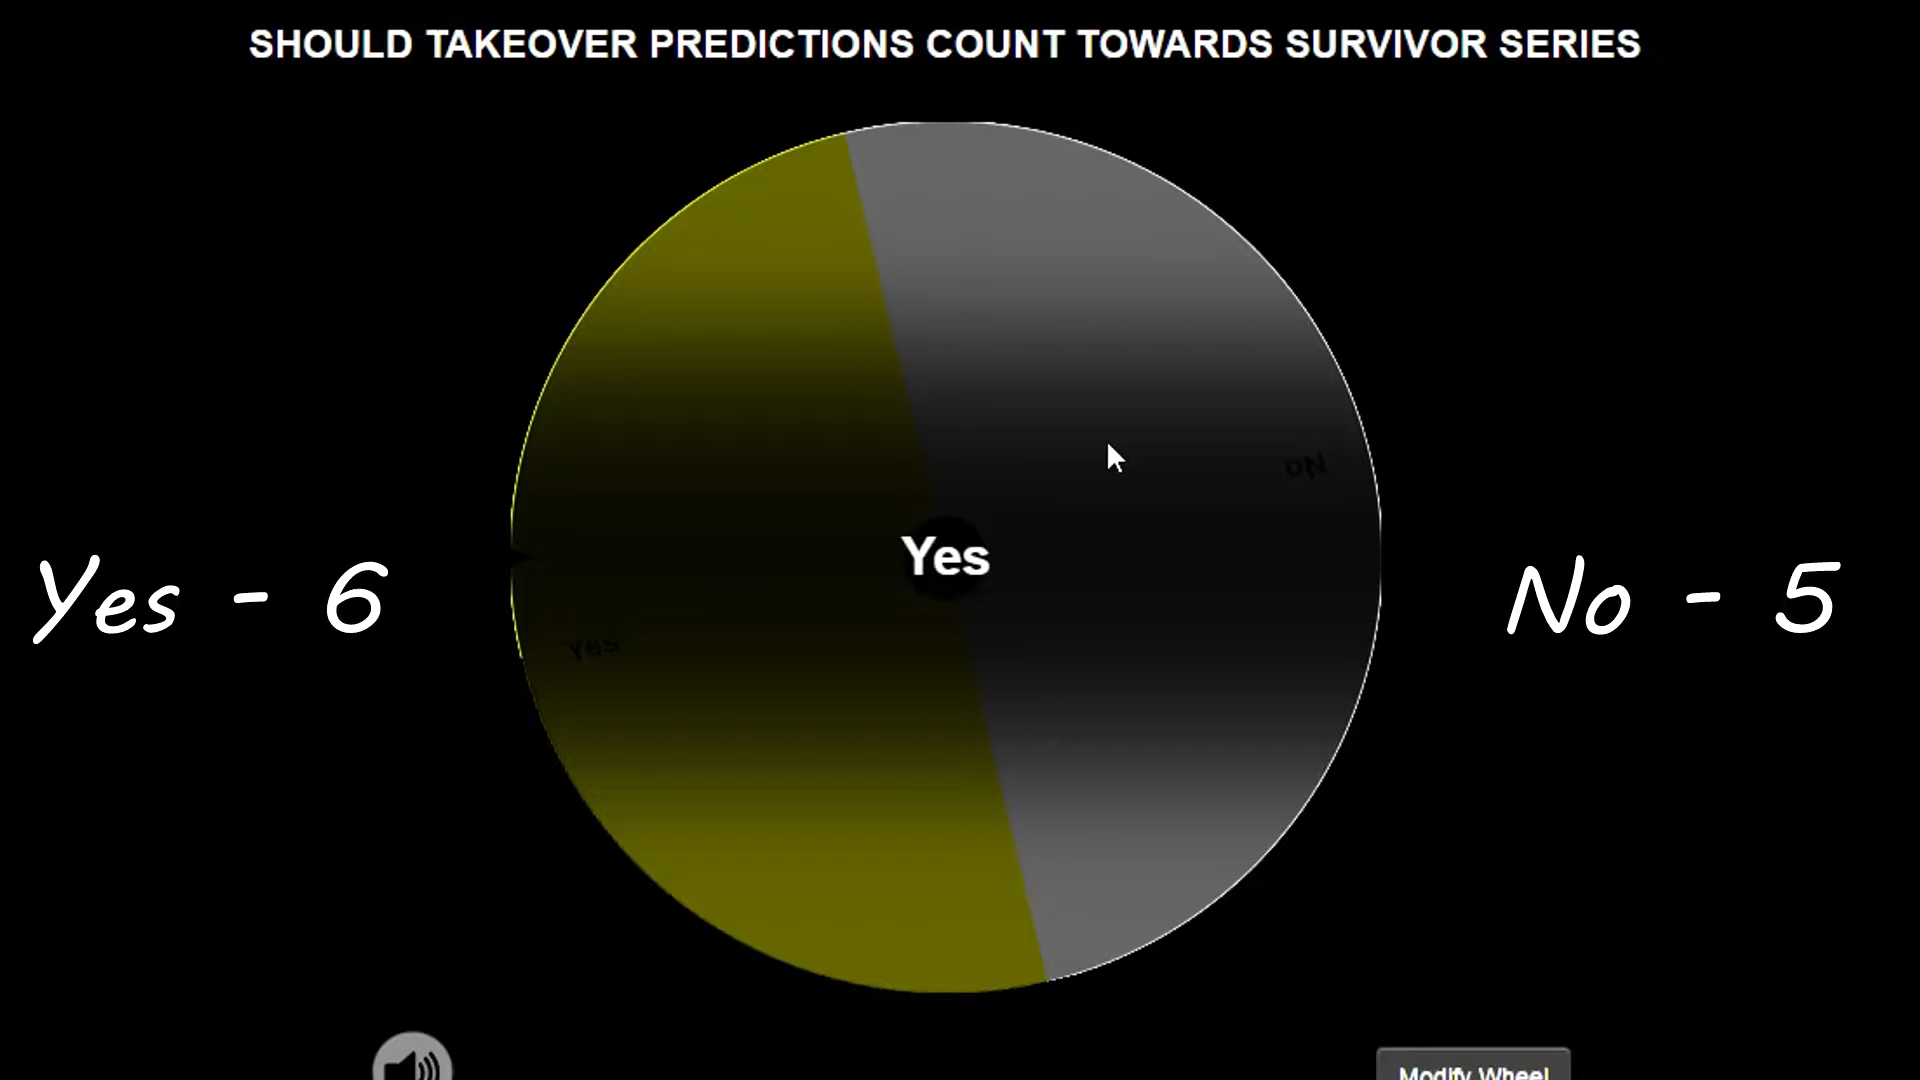 SHOULD TAKEOVER PREDICTIONS COUNT TOWARDS SURVIVOR SERIES
No
Yes
Yes - 6
No - 5
Yes
Modify Wheel